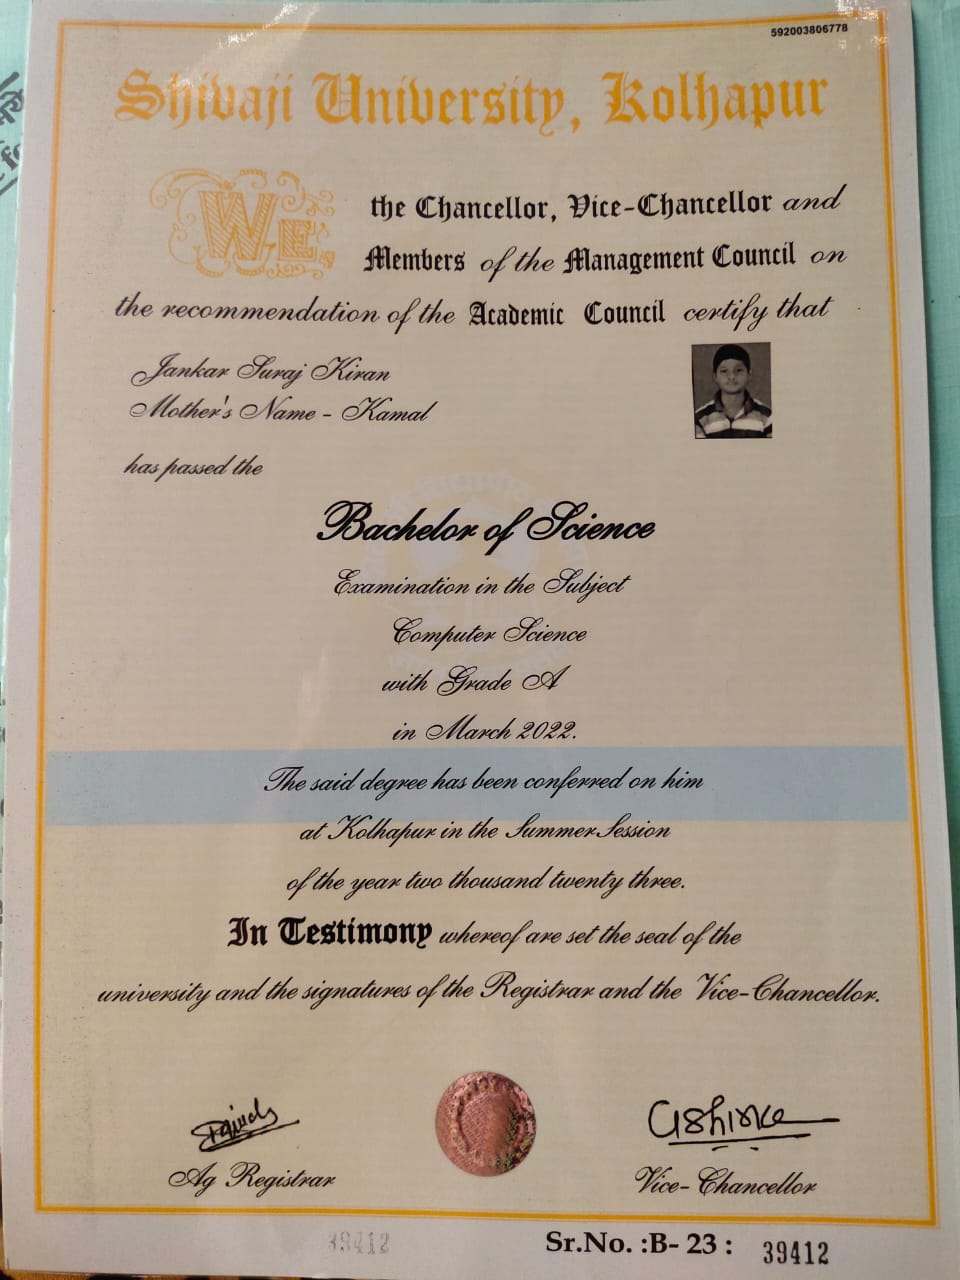 592003806778
Shivaji University, Kolhapur
WE, the Chancellor, Vice-Chancellor and
Members of the Management Council on
the recommendation of the Academic Council certify that
Jankar Suraj Kiran
Mother's Name - Kamal
has passed the
Bachelor of Science
Examination in the Subject
Computer Science
with Grade A
in March 2022.
The said degree has been conferred on him
at Kolhapur in the Summer Session
of the year two thousand twenty three.
In Testimony whereof are set the seal of the
university and the signatures of the Registrar and the Vice-Chancellor.
Ag Registrar
Vice-Chancellor
39412
Sr.No. :B- 23 : 39412